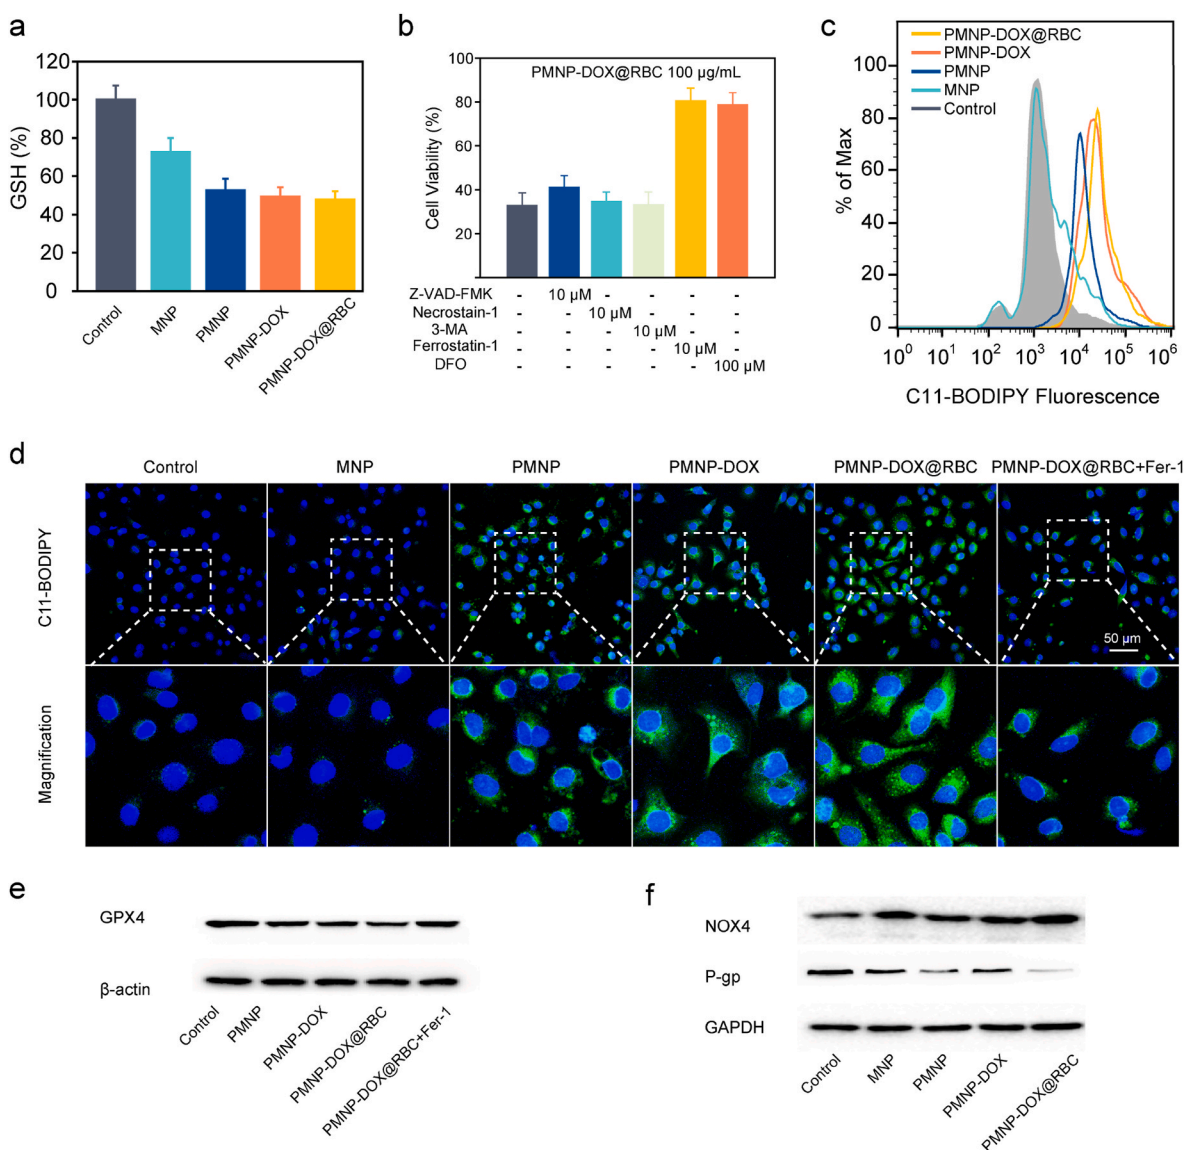 a
120
100
80
60
40
20
0
GSH (%)
Control
MNP
PMNP
PMNP-DOX
PMNP-DOX@RBC
b
100
80
60
40
20
Cell Viability (%)
PMNP-DOX@RBC 100 µg/mL
Z-VAD-FMK - 10 µM - - - -
Necrostain-1 - - 10 µM - - -
3-MA - - - 10 µM - -
Ferrostatin-1 - - - - 10 µM -
DFO - - - - - 100 µM
c
PMNP-DOX@RBC
PMNP-DOX
PMNP
MNP
Control
100
80
60
40
20
0
% of Max
10⁰ 10¹ 10² 10³ 10⁴ 10⁵ 10⁶
C11-BODIPY Fluorescence
d
Control MNP PMNP PMNP-DOX PMNP-DOX@RBC PMNP-DOX@RBC+Fer-1
C11-BODIPY
50 µm
Magnification
e
GPX4
β-actin
Control
PMNP
PMNP-DOX
PMNP-DOX@RBC
PMNP-DOX@RBC+Fer-1
f
NOX4
P-gp
GAPDH
Control
MNP
PMNP
PMNP-DOX
PMNP-DOX@RBC